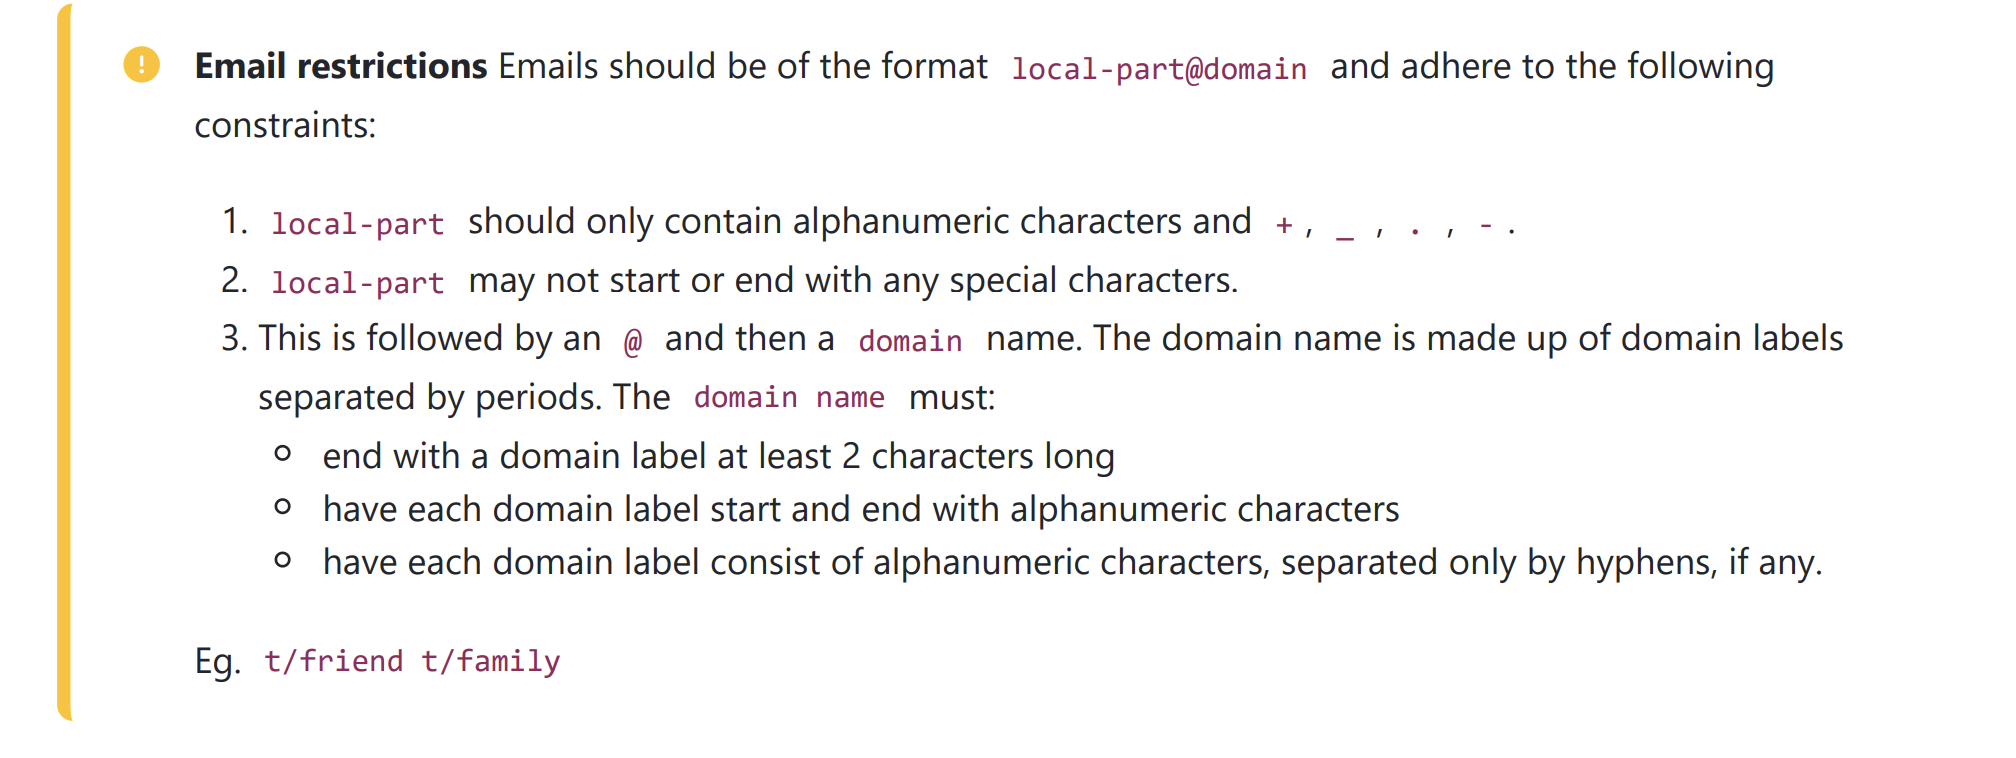 Email restrictions Emails should be of the format local-part@domain and adhere to the following
constraints:
1. local-part should only contain alphanumeric characters and + , _ , . , - .
2. local-part may not start or end with any special characters.
3. This is followed by an @ and then a domain name. The domain name is made up of domain labels
separated by periods. The domain name must:
end with a domain label at least 2 characters long
have each domain label start and end with alphanumeric characters
have each domain label consist of alphanumeric characters, separated only by hyphens, if any.
Eg. t/friend t/family